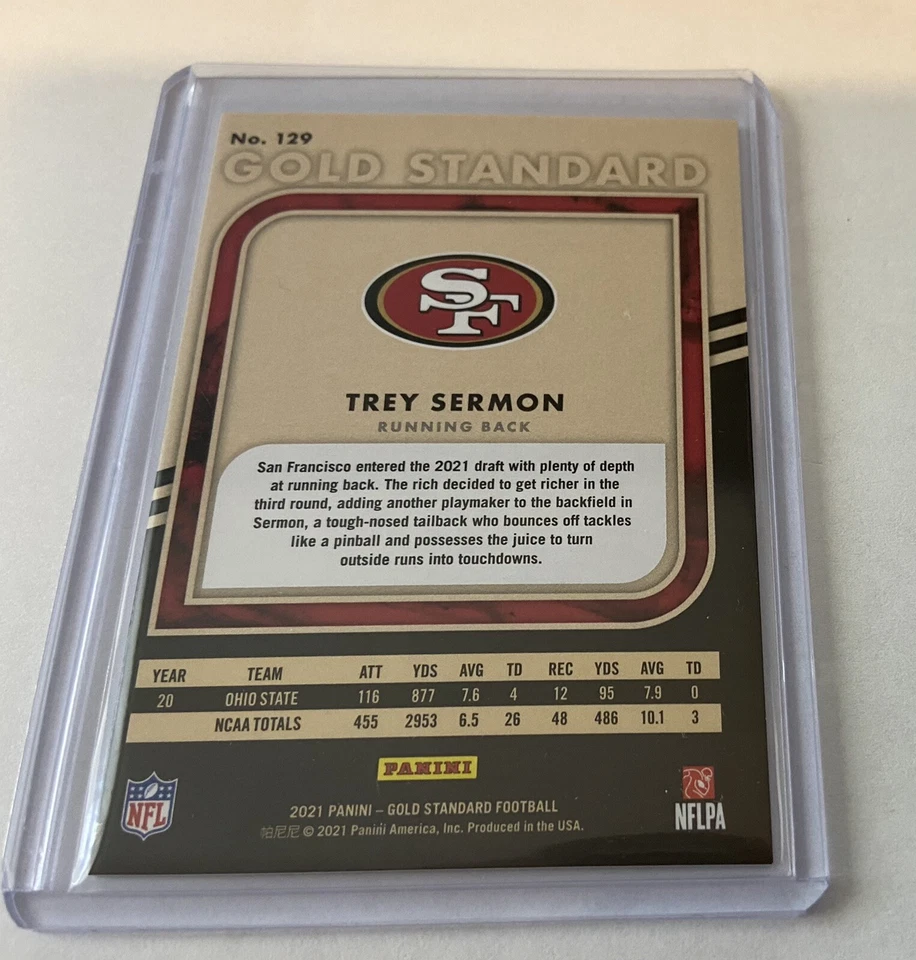 No. 129
GOLD STANDARD
SF
TREY SERMON
RUNNING BACK
San Francisco entered the 2021 draft with plenty of depth
at running back. The rich decided to get richer in the
third round, adding another playmaker to the backfield in
Sermon, a tough-nosed tailback who bounces off tackles
like a pinball and possesses the juice to turn
outside runs into touchdowns.
YEAR TEAM ATT YDS AVG TD REC YDS AVG TD
20 OHIO STATE 116 877 7.6 4 12 95 7.9 0
NCAA TOTALS 455 2953 6.5 26 48 486 10.1 3
PANINI
NFL
2021 PANINI – GOLD STANDARD FOOTBALL
帕尼尼 © 2021 Panini America, Inc. Produced in the USA.
NFLPA